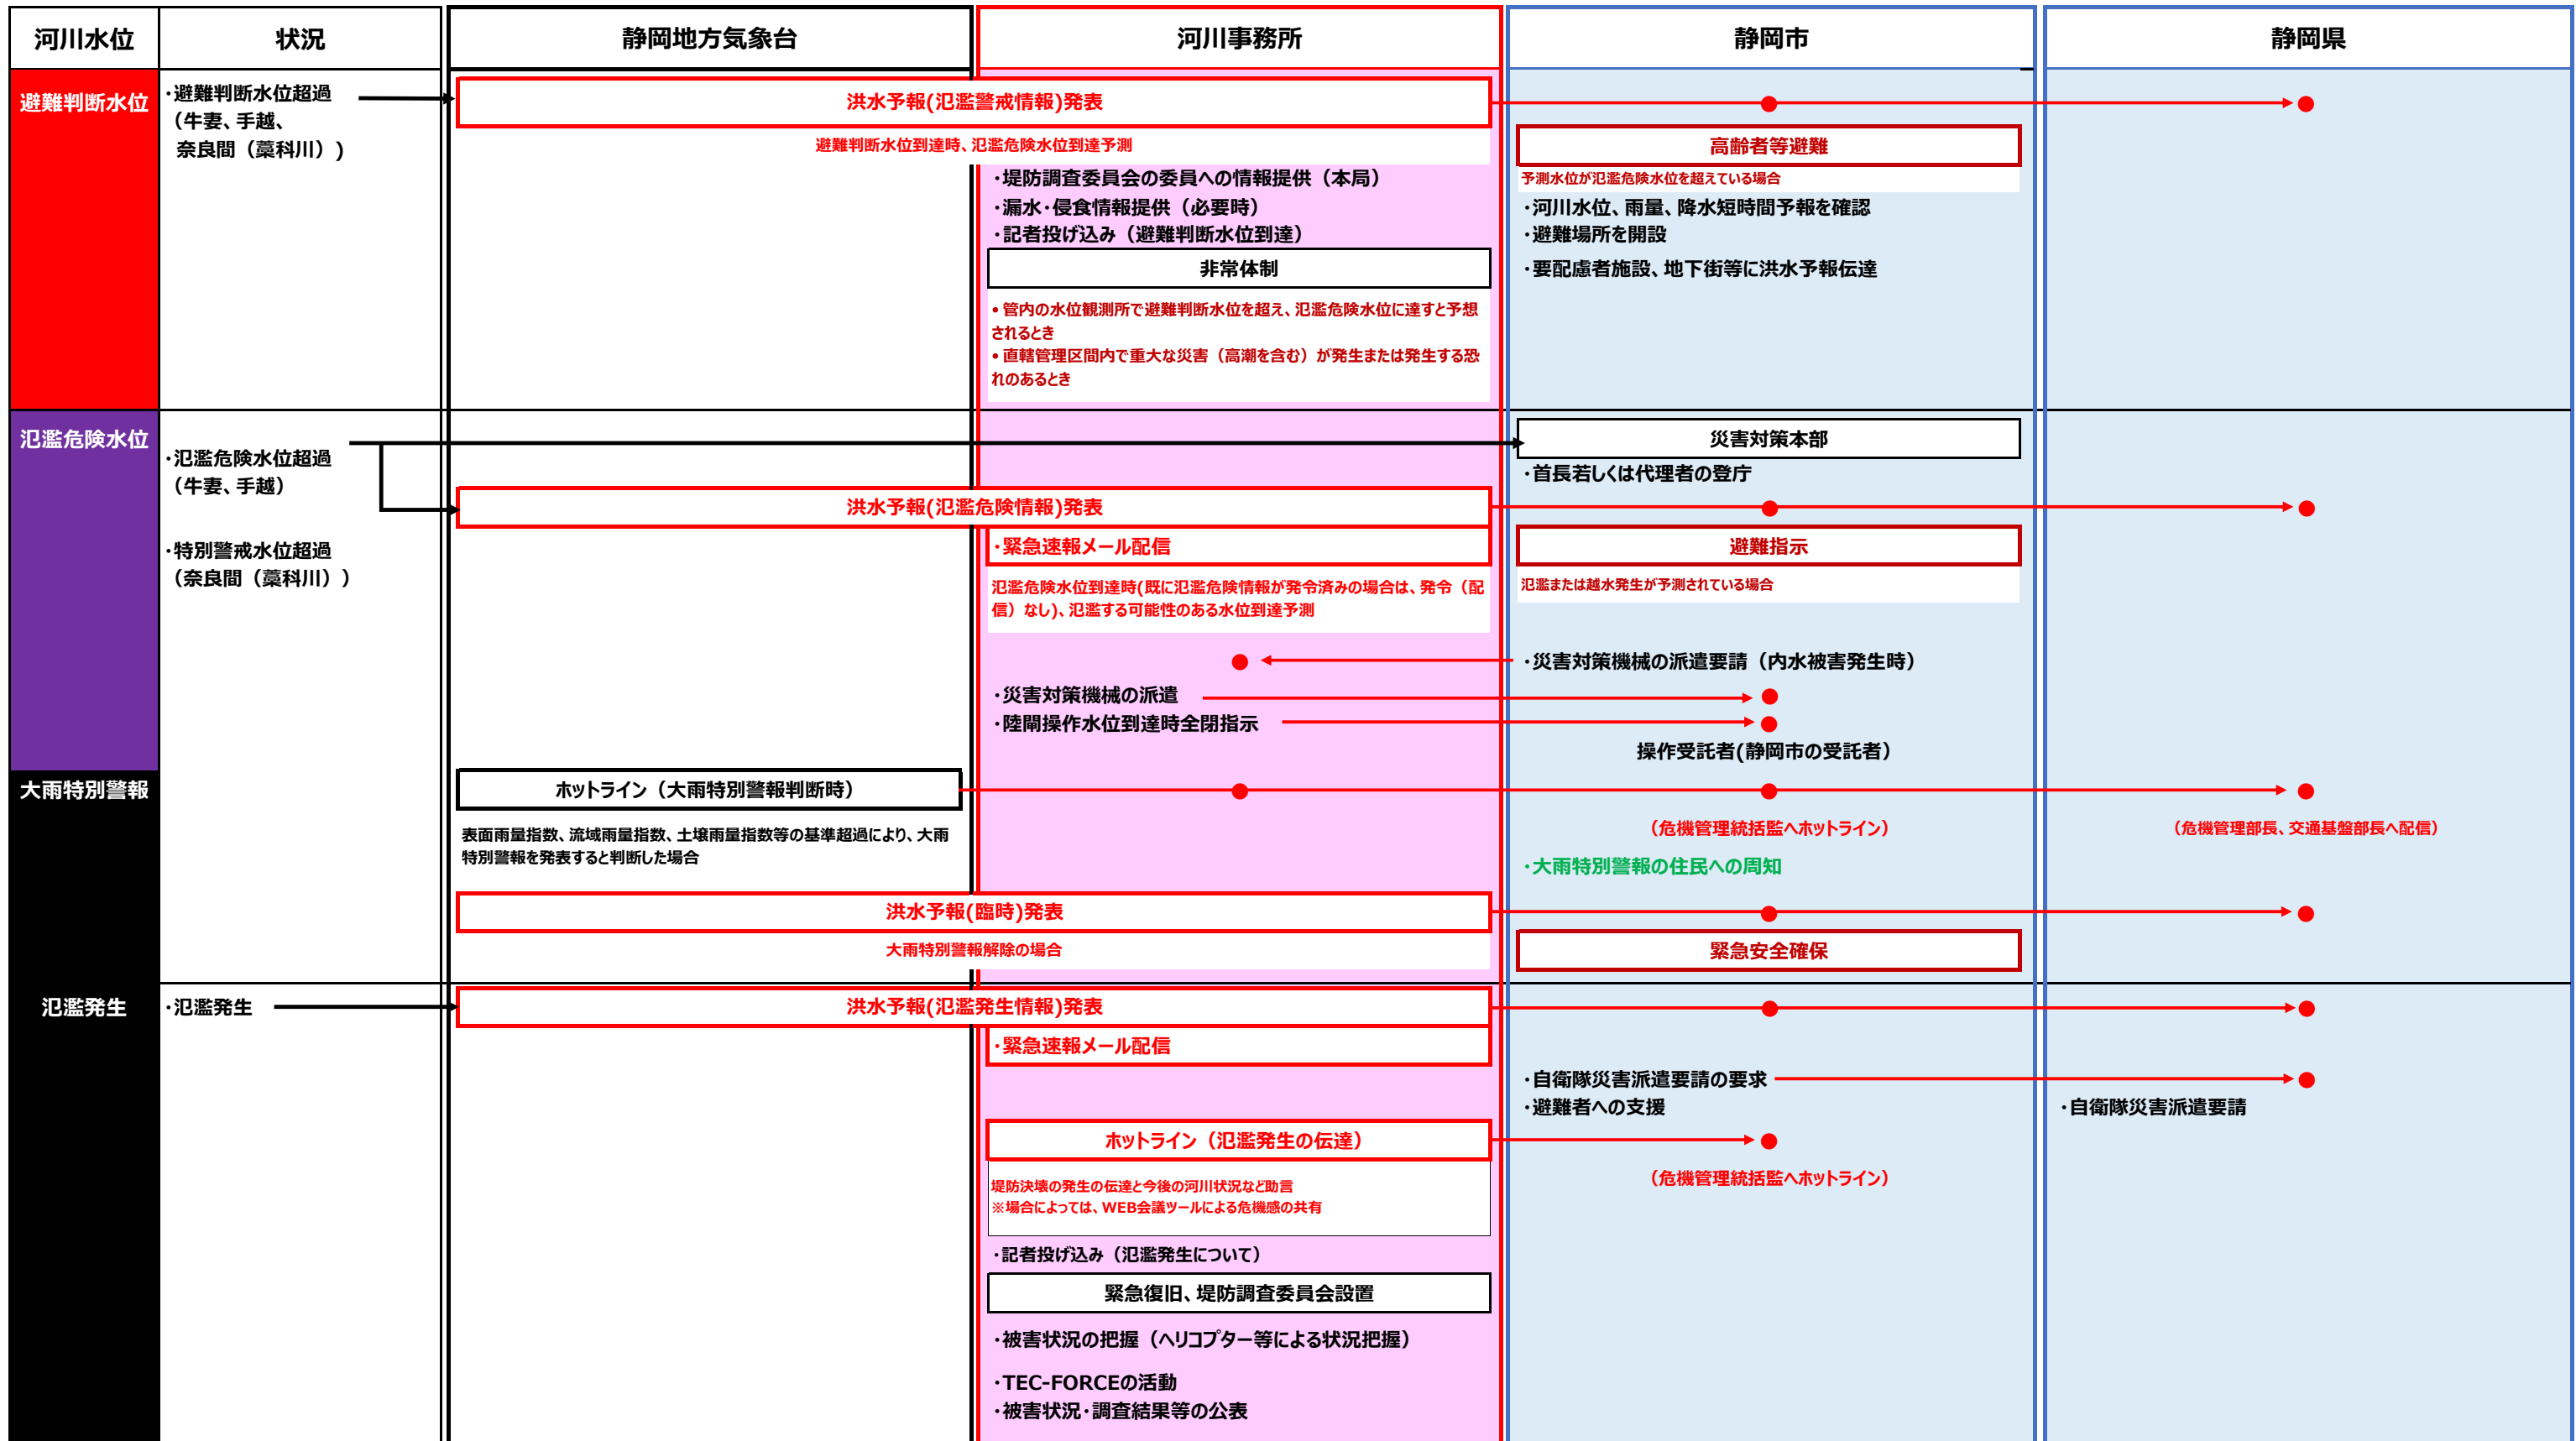 河川水位
状況
静岡地方気象台
河川事務所
静岡市
静岡県
避難判断水位
・避難判断水位超過
（牛妻、手越、
奈良間（藁科川）)
洪水予報(氾濫警戒情報)発表
避難判断水位到達時、氾濫危険水位到達予測
・堤防調査委員会の委員への情報提供（本局）
・漏水・侵食情報提供（必要時）
・記者投げ込み（避難判断水位到達）
非常体制
• 管内の水位観測所で避難判断水位を超え、氾濫危険水位に達すと予想
されるとき
• 直轄管理区間内で重大な災害（高潮を含む）が発生または発生する恐
れのあるとき
高齢者等避難
予測水位が氾濫危険水位を超えている場合
・河川水位、雨量、降水短時間予報を確認
・避難場所を開設
・要配慮者施設、地下街等に洪水予報伝達
氾濫危険水位
・氾濫危険水位超過
（牛妻、手越）
・特別警戒水位超過
（奈良間（藁科川））
災害対策本部
・首長若しくは代理者の登庁
洪水予報(氾濫危険情報)発表
・緊急速報メール配信
氾濫危険水位到達時(既に氾濫危険情報が発令済みの場合は、発令（配
信）なし)、氾濫する可能性のある水位到達予測
避難指示
氾濫または越水発生が予測されている場合
・災害対策機械の派遣要請（内水被害発生時）
・災害対策機械の派遣
・陸閘操作水位到達時全閉指示
操作受託者(静岡市の受託者）
大雨特別警報
ホットライン（大雨特別警報判断時）
表面雨量指数、流域雨量指数、土壌雨量指数等の基準超過により、大雨
特別警報を発表すると判断した場合
（危機管理統括監へホットライン）
（危機管理部長、交通基盤部長へ配信）
・大雨特別警報の住民への周知
洪水予報(臨時)発表
大雨特別警報解除の場合
緊急安全確保
氾濫発生
・氾濫発生
洪水予報(氾濫発生情報)発表
・緊急速報メール配信
・自衛隊災害派遣要請の要求
・避難者への支援
・自衛隊災害派遣要請
ホットライン（氾濫発生の伝達）
堤防決壊の発生の伝達と今後の河川状況など助言
※場合によっては、WEB会議ツールによる危機感の共有
（危機管理統括監へホットライン）
・記者投げ込み（氾濫発生について）
緊急復旧、堤防調査委員会設置
・被害状況の把握（ヘリコプター等による状況把握）
・TEC-FORCEの活動
・被害状況・調査結果等の公表